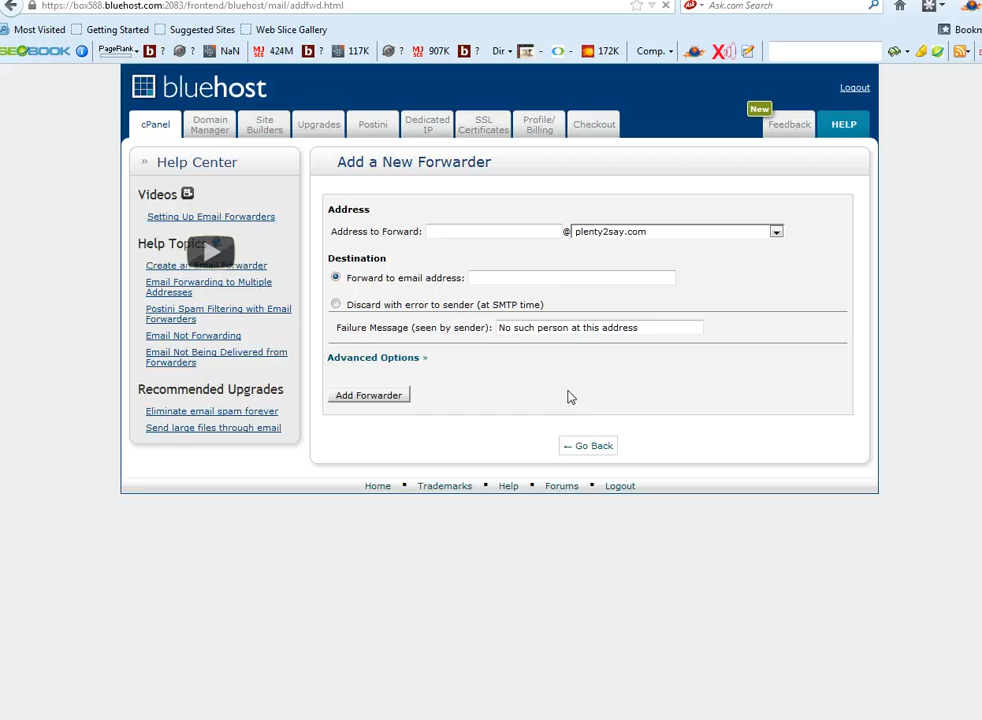 https://box588.bluehost.com:2083/frontend/bluehost/mail/addfwd.html
Ask.com Search
Most Visited Getting Started Suggested Sites Web Slice Gallery
Bookm
PageRank ? ? NaN 424M ? 117K ? 907K ? Dir 172K Comp.
bluehost
Logout
cPanel
Domain Manager
Site Builders
Upgrades
Postini
Dedicated IP
SSL Certificates
Profile/ Billing
Checkout
New
Feedback
HELP
» Help Center
Videos
Setting Up Email Forwarders
Help Topics
Create an Email Forwarder
Email Forwarding to Multiple
Addresses
Postini Spam Filtering with Email
Forwarders
Email Not Forwarding
Email Not Being Delivered from
Forwarders
Recommended Upgrades
Eliminate email spam forever
Send large files through email
Add a New Forwarder
Address
Address to Forward: @ plenty2say.com
Destination
Forward to email address:
Discard with error to sender (at SMTP time)
Failure Message (seen by sender): No such person at this address
Advanced Options »
Add Forwarder
← Go Back
Home ▪ Trademarks ▪ Help ▪ Forums ▪ Logout